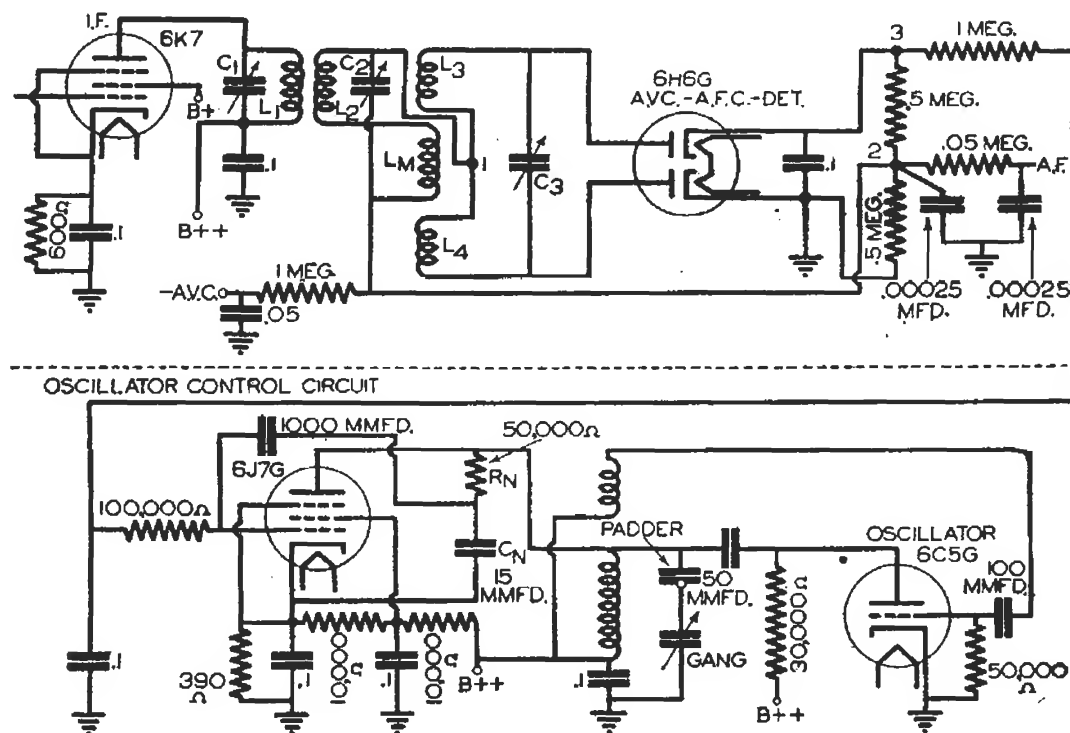 I.F.
6K7
C1
L1
C2
L2
L3
LM
L4
1
C3
B+
B++
.1
600Ω
.1
-A.V.C.
1 MEG.
.05
6H6G
A.V.C.-A.F.C.-DET.
.1
3
1 MEG.
.5 MEG.
2
.05 MEG.
A.F.
.5 MEG.
.00025
MFD.
.00025
MFD.
OSCILLATOR CONTROL CIRCUIT
1000 MMFD.
50,000Ω
6J7G
RN
100,000Ω
CN
15
MMFD.
PADDER
50
MMFD.
GANG
OSCILLATOR
6C5G
100
MMFD.
30,000Ω
50,000
Ω
.1
390
Ω
.1
10,000Ω
.1
10,000Ω
B++
.1
B++